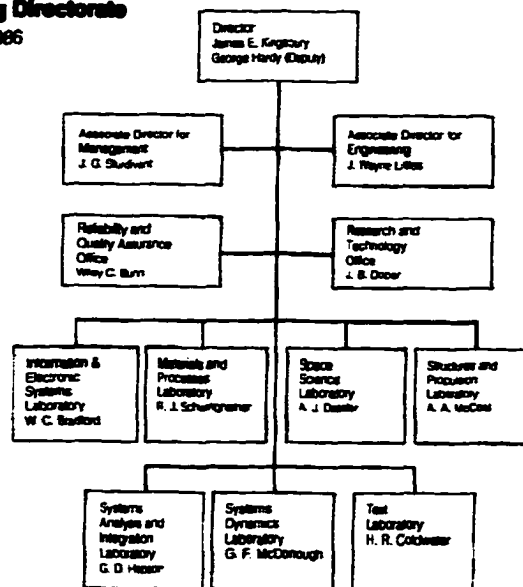 g Directorate
Director
James E. Kingsbury
George Hardy (Deputy)
Associate Director for
Management
J. G. Sturdivant
Associate Director for
Engineering
J. Wayne Littles
Reliability and
Quality Assurance
Office
Wiley C. Bunn
Research and
Technology
Office
J. B.
Information &
Electronic
Systems
Laboratory
W. C. Bradford
Materials and
Processes
Laboratory
R. J. Schwinghamer
Space
Science
Laboratory
A. J. Dessler
Structures and
Propulsion
Laboratory
A. A. McCool
Systems
Analysis and
Integration
Laboratory
G. D. Hopson
Systems
Dynamics
Laboratory
G. F. McDonough
Test
Laboratory
H. R. Coldwater